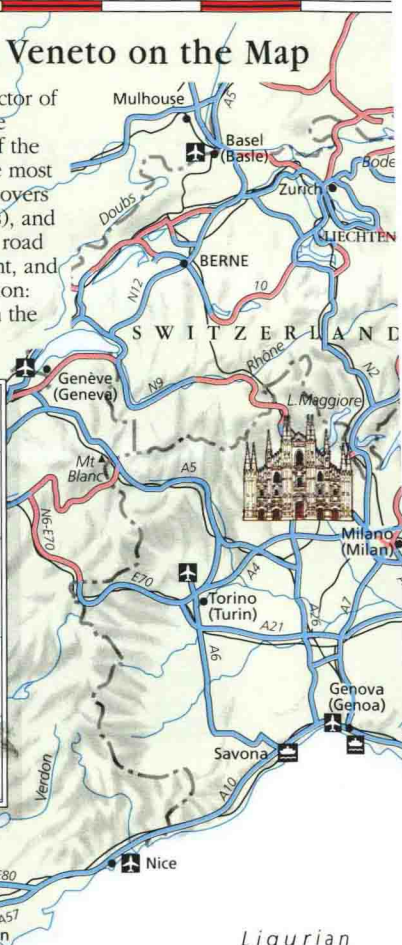 Veneto on the Map
ctor of
e
f the
e most
overs
), and
road
nt, and
ion:
n the
Mulhouse
A5
Basel
(Basle)
Bode
Zurich
Doubs
LIECHTEN
BERNE
N12
10
SWITZERLAND
Rhône
N2
Genève
(Geneva)
N9
L.Maggiore
Mt
Blanc
A5
N6-E70
Milano
(Milan)
E70
A4
Torino
(Turin)
A26
A7
A21
A6
Genova
(Genoa)
Savona
Verdon
A10
Nice
E80
A57
n
Ligurian